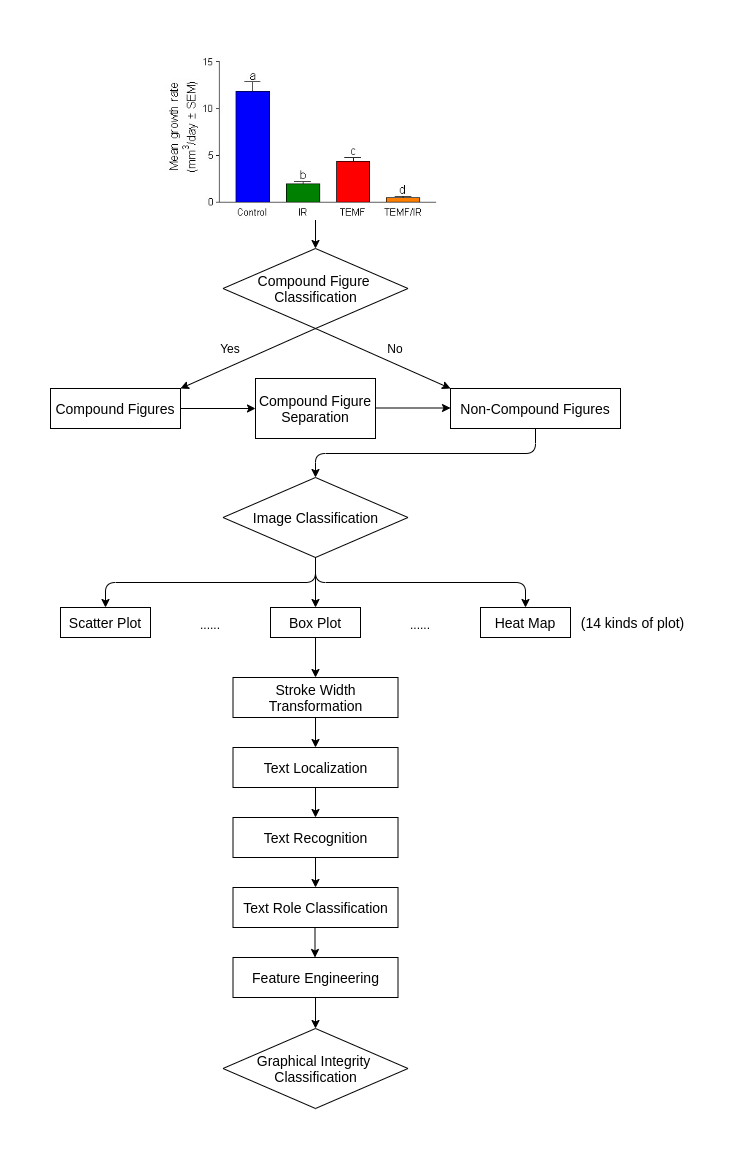 Mean growth rate
(mm³/day ± SEM)
15
10
5
0
a
b
c
d
Control IR TEMF TEMF/IR
Compound Figure
Classification
Yes
No
Compound Figures
Compound Figure
Separation
Non-Compound Figures
Image Classification
Scatter Plot ...... Box Plot ...... Heat Map (14 kinds of plot)
Stroke Width
Transformation
Text Localization
Text Recognition
Text Role Classification
Feature Engineering
Graphical Integrity
Classification